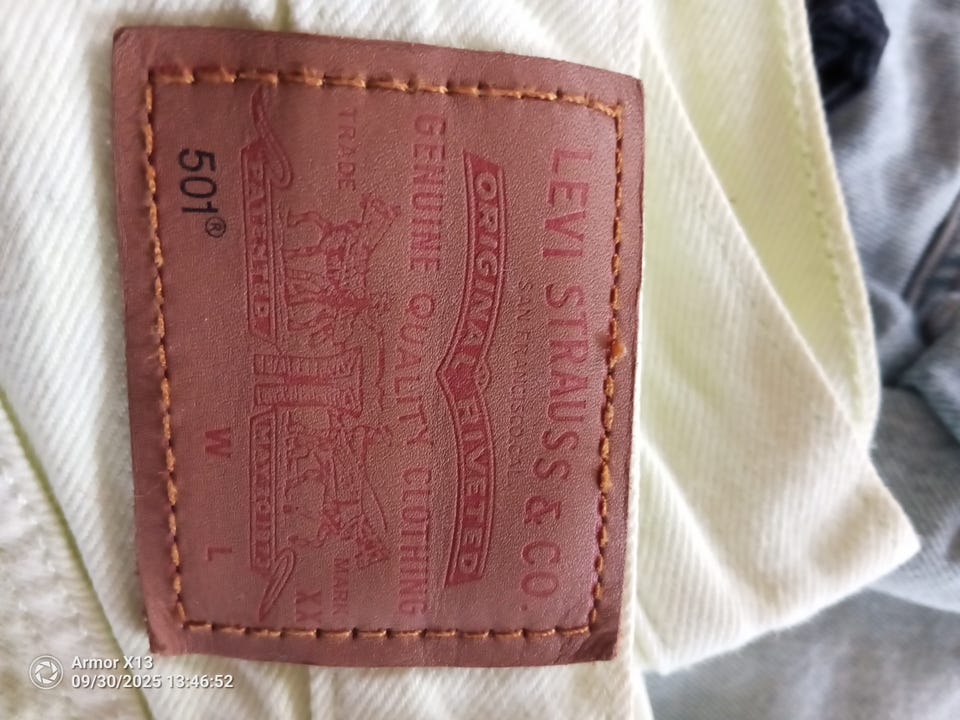 LEVI STRAUSS & CO.
SAN FRANCISCO.CAL
ORIGINAL RIVETED
GENUINE QUALITY CLOTHING
TRADE MARK
XX
501® W L
Armor X13
09/30/2025 13:46:52